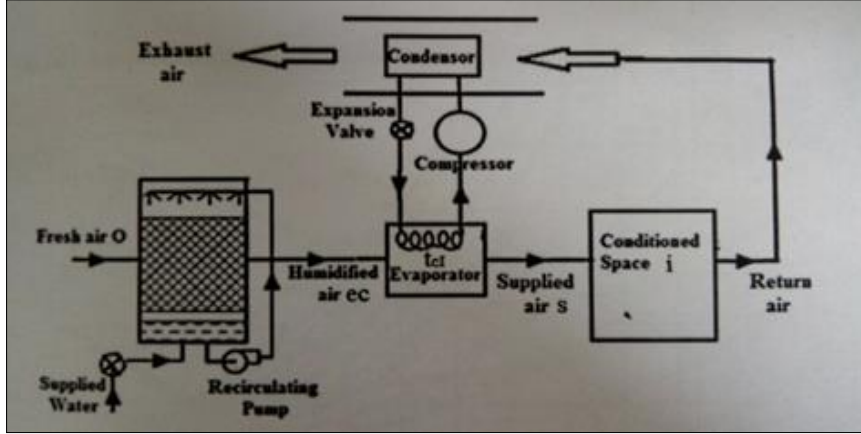 Exhaust
air
Condensor
Expansion
Valve
Compressor
Fresh air O
Humidified
air ec
tct
Evaporator
Supplied
air s
Conditioned
Space i
Return
air
Supplied
Water
Recirculating
Pump